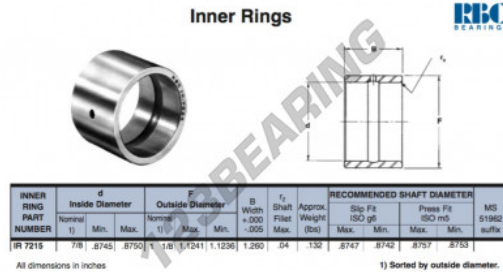 Inner Rings
RBC
BEARINGS
B
r₂
d
F
123BEARING
INNER RING PART NUMBER
d Inside Diameter
F Outside Diameter
B Width +.000 -.005
r₂ Shaft Fillet Max.
Approx. Weight (lbs)
RECOMMENDED SHAFT DIAMETER
Slip Fit ISO g6
Press Fit ISO m5
MS 51962 suffix
Nominal 1) Min. Max. Nominal 1) Max. Min. Max. Min. Max. Min.
IR 7215 7/8 .8745 .8750 1 1/8 1.1241 1.1236 1.260 .04 .132 .8747 .8742 .8757 .8753
All dimensions in inches
1) Sorted by outside diameter.